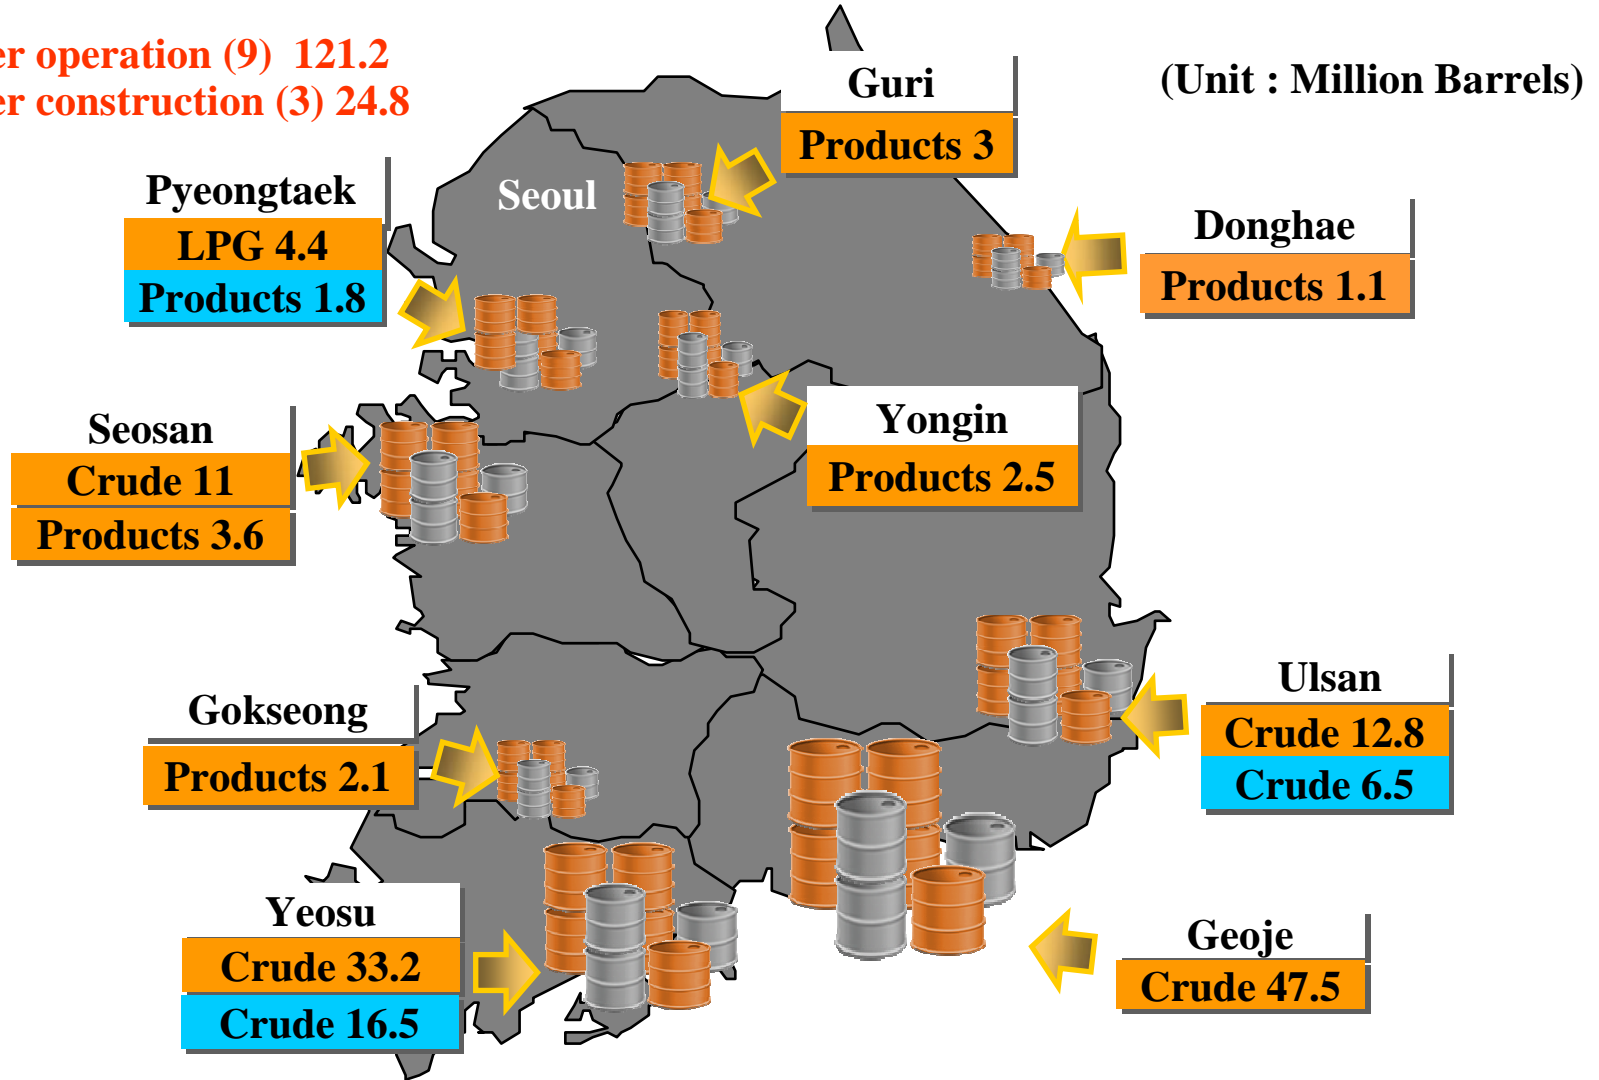 er operation (9) 121.2
er construction (3) 24.8
(Unit : Million Barrels)
Guri
Products 3
Seoul
Pyeongtaek
LPG 4.4
Products 1.8
Donghae
Products 1.1
Seosan
Crude 11
Products 3.6
Yongin
Products 2.5
Gokseong
Products 2.1
Ulsan
Crude 12.8
Crude 6.5
Yeosu
Crude 33.2
Crude 16.5
Geoje
Crude 47.5